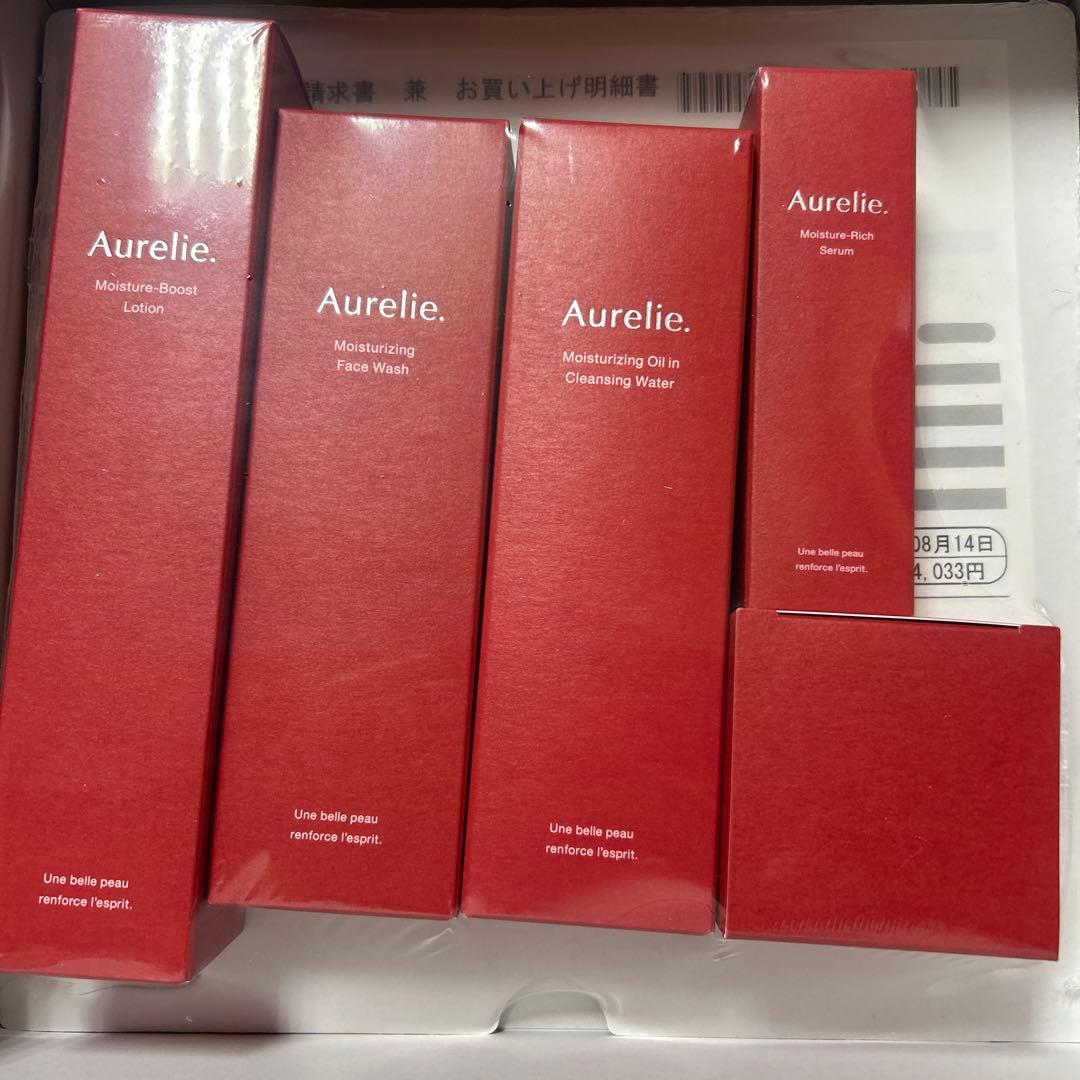 請求書 兼 お買い上げ明細書
Aurelie.
Moisture-Boost
Lotion
Une belle peau
renforce l'esprit.
Aurelie.
Moisturizing
Face Wash
Une belle peau
renforce l'esprit.
Aurelie.
Moisturizing Oil in
Cleansing Water
Une belle peau
renforce l'esprit.
Aurelie.
Moisture-Rich
Serum
Une belle peau
renforce l'esprit.
08月14日
4,033円